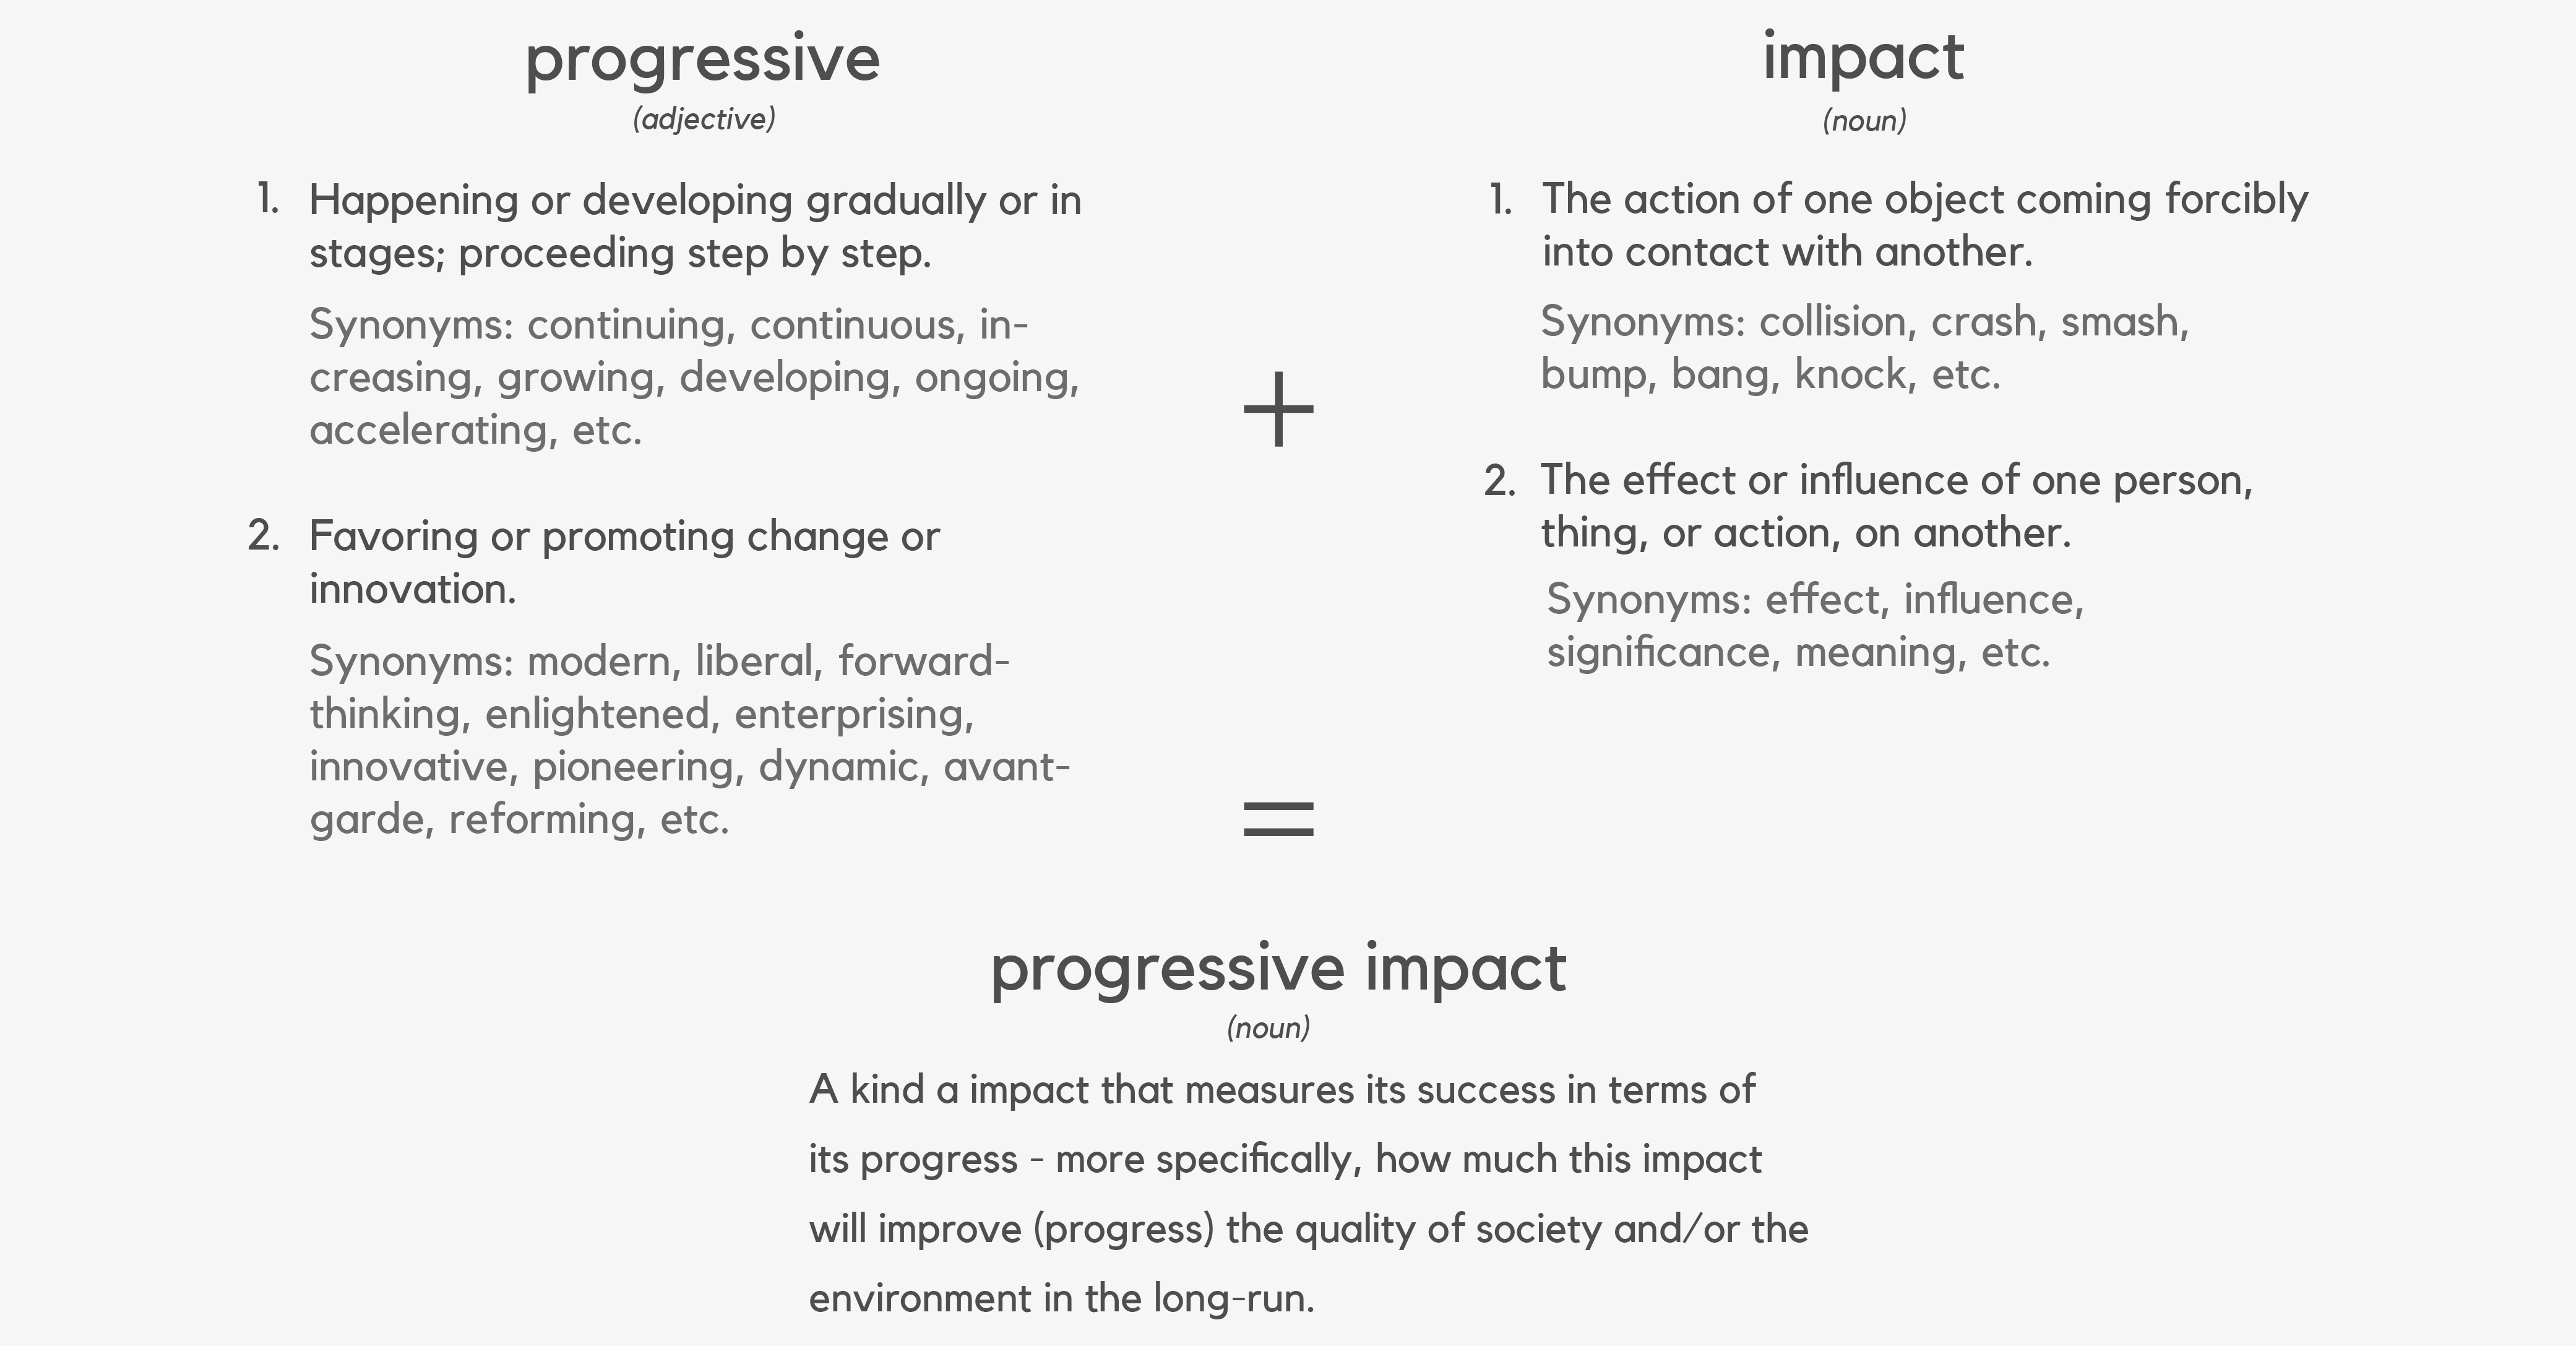 progressive
(adjective)
1. Happening or developing gradually or in
stages; proceeding step by step.
Synonyms: continuing, continuous, in-
creasing, growing, developing, ongoing,
accelerating, etc.
2. Favoring or promoting change or
innovation.
Synonyms: modern, liberal, forward-
thinking, enlightened, enterprising,
innovative, pioneering, dynamic, avant-
garde, reforming, etc.
+
impact
(noun)
1. The action of one object coming forcibly
into contact with another.
Synonyms: collision, crash, smash,
bump, bang, knock, etc.
2. The effect or influence of one person,
thing, or action, on another.
Synonyms: effect, influence,
significance, meaning, etc.
=
progressive impact
(noun)
A kind a impact that measures its success in terms of
its progress - more specifically, how much this impact
will improve (progress) the quality of society and/or the
environment in the long-run.